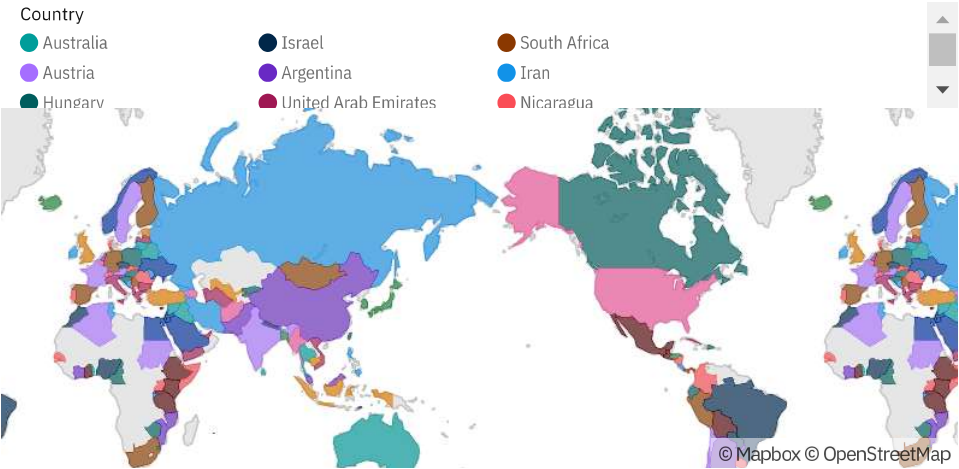 Country
Australia Israel South Africa
Austria Argentina Iran
Hungary United Arab Emirates Nicaragua
© Mapbox © OpenStreetMap